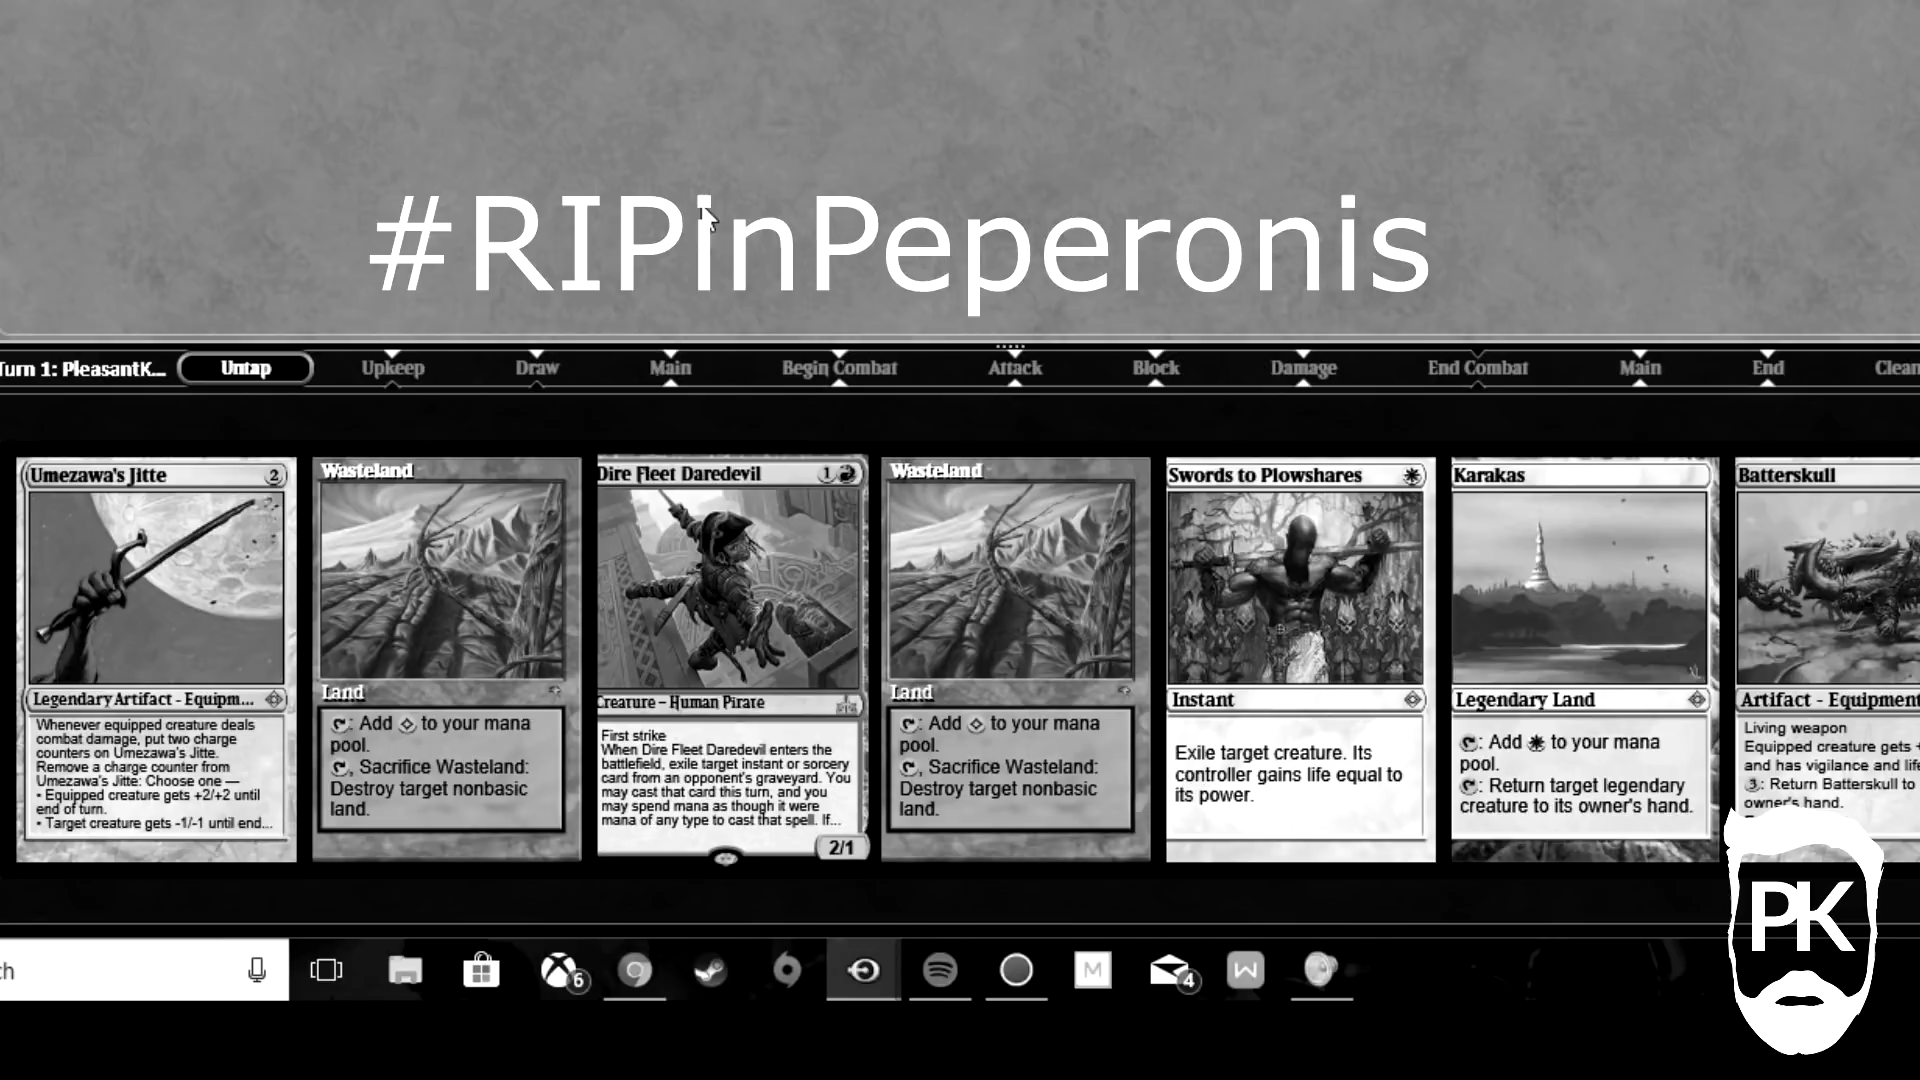 #RIPinPeperonis
Turn 1: PleasantK... Untap Upkeep Draw Main Begin Combat Attack Block Damage End Combat Main End Clean
Umezawa's Jitte 2
Legendary Artifact - Equipm...
Whenever equipped creature deals
combat damage, put two charge
counters on Umezawa's Jitte.
Remove a charge counter from
Umezawa's Jitte: Choose one —
• Equipped creature gets +2/+2 until
end of turn.
• Target creature gets -1/-1 until end...
Wasteland
Land
: Add to your mana
pool.
, Sacrifice Wasteland:
Destroy target nonbasic
land.
Dire Fleet Daredevil 1
Creature – Human Pirate
First strike
When Dire Fleet Daredevil enters the
battlefield, exile target instant or sorcery
card from an opponent's graveyard. You
may cast that card this turn, and you
may spend mana as though it were
mana of any type to cast that spell. If...
2/1
Wasteland
Land
: Add to your mana
pool.
, Sacrifice Wasteland:
Destroy target nonbasic
land.
Swords to Plowshares
Instant
Exile target creature. Its
controller gains life equal to
its power.
Karakas
Legendary Land
: Add to your mana
pool.
: Return target legendary
creature to its owner's hand.
Batterskull
Artifact - Equipment
Living weapon
Equipped creature gets +
and has vigilance and life
3: Return Batterskull to
owner's hand.
PK
ch 6 M 4 W